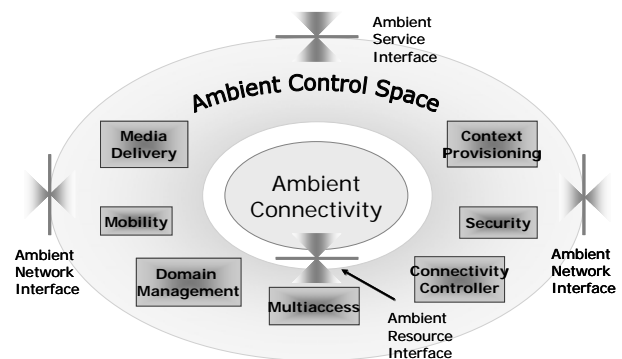 Ambient
Service
Interface
Ambient Control Space
Media
Delivery
Context
Provisioning
Ambient
Connectivity
Mobility
Security
Ambient
Network
Interface
Ambient
Network
Interface
Domain
Management
Multiaccess
Connectivity
Controller
Ambient
Resource
Interface